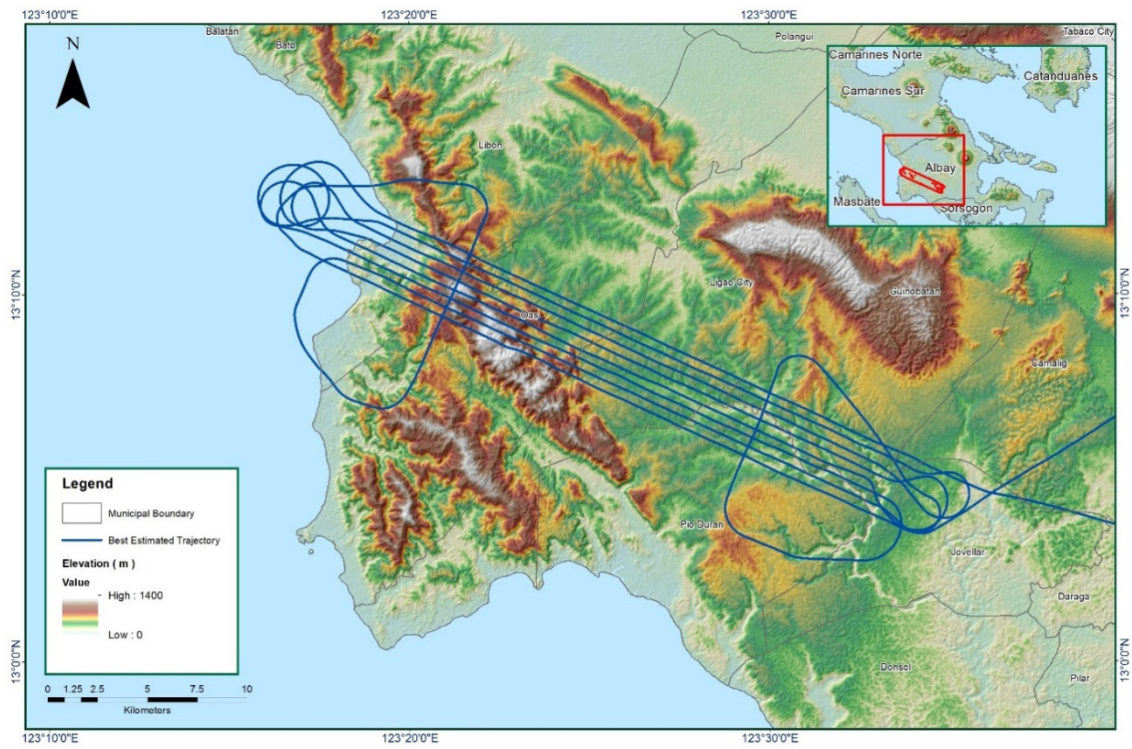 123°10'0"E
123°20'0"E
123°30'0"E
Balatan
Bato
Polangui
Tabaco City
N
Camarines Norte
Catanduanes
Camarines Sur
Albay
Masbate
Sorsogon
Libon
13°10'0"N
13°10'0"N
Ligao City
Guinobatan
Oas
Camalig
Legend
Municipal Boundary
Best Estimated Trajectory
Elevation ( m )
Value
High : 1400
Low : 0
Pio Duran
Jovellar
Daraga
Donsol
Pilar
13°0'0"N
13°0'0"N
0 1.25 2.5 5 7.5 10
Kilometers
123°10'0"E
123°20'0"E
123°30'0"E